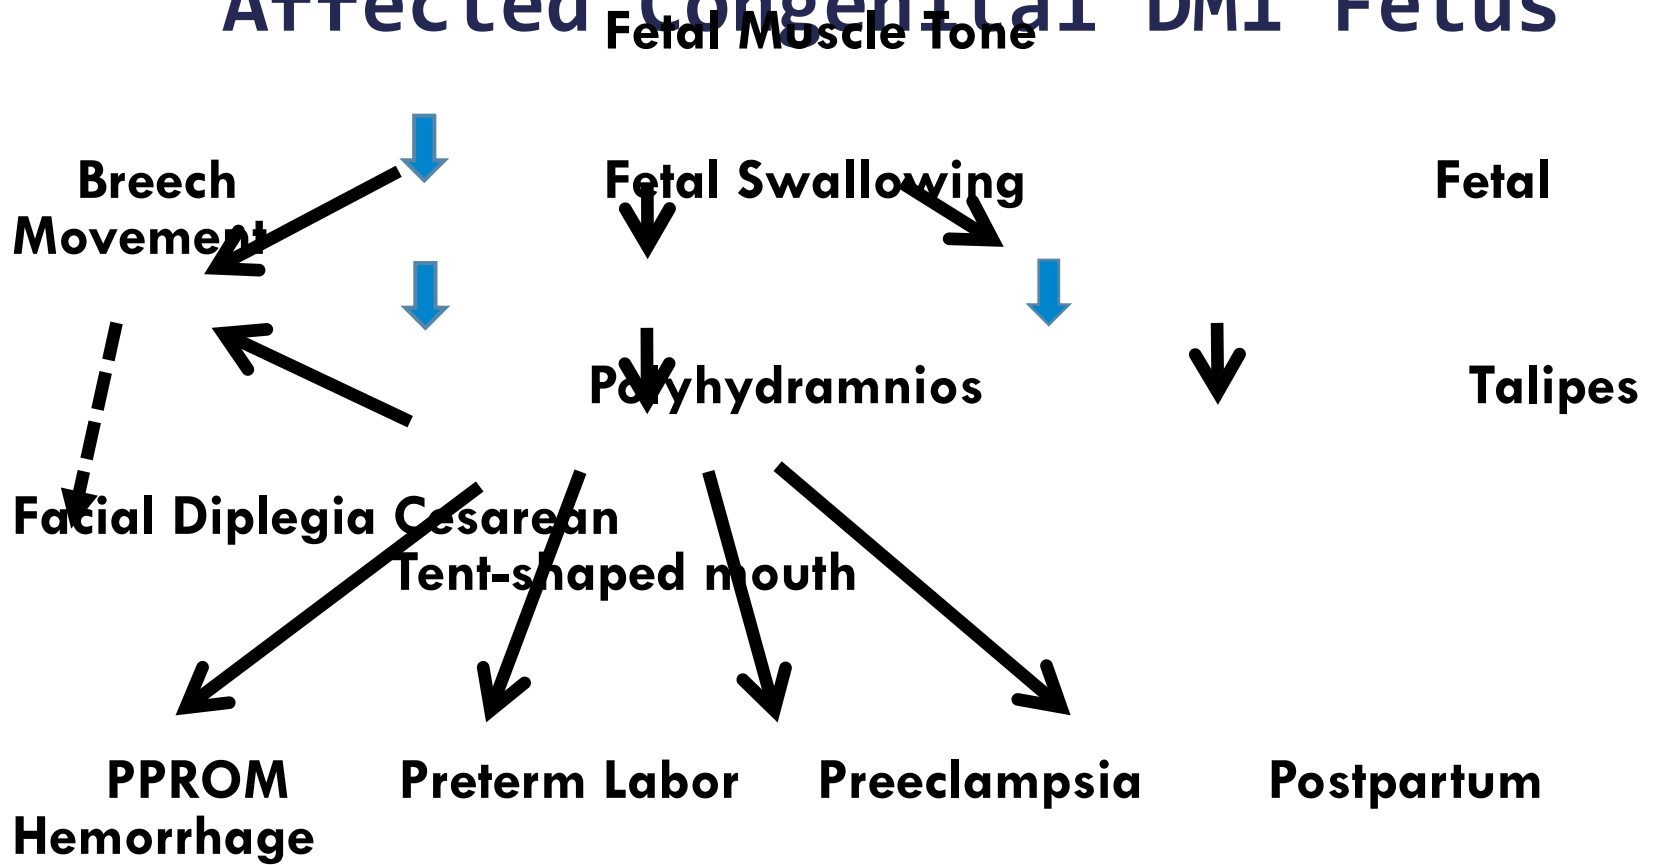 Affected Congenital DM1 Fetus
Fetal Muscle Tone
Breech Fetal Swallowing Fetal
Movement
Polyhydramnios Talipes
Facial Diplegia Cesarean
Tent-shaped mouth
PPROM Preterm Labor Preeclampsia Postpartum
Hemorrhage